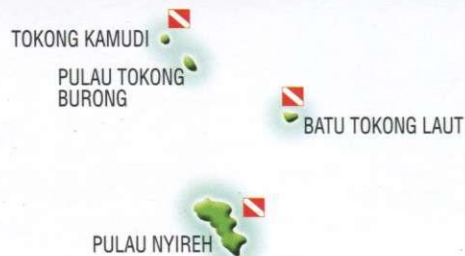 TOKONG KAMUDI
PULAU TOKONG
BURONG
BATU TOKONG LAUT
PULAU NYIREH